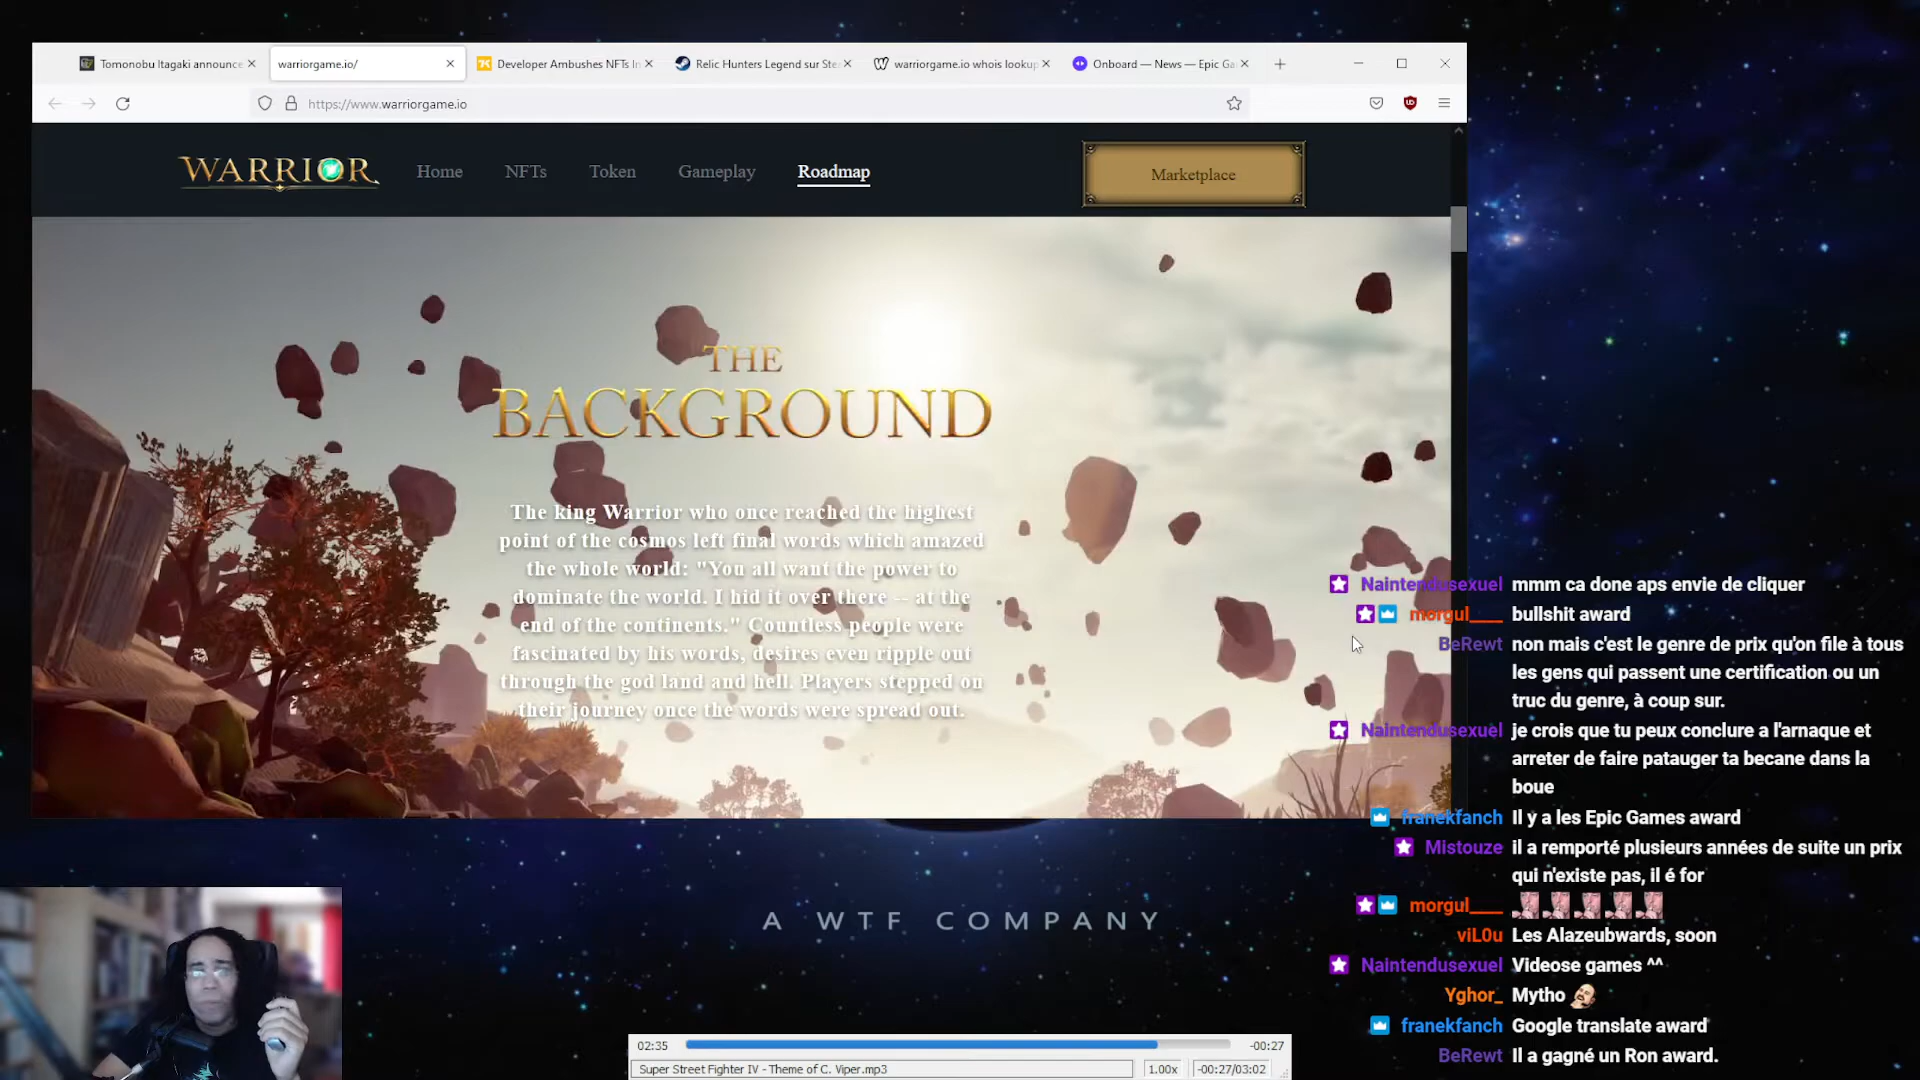 Tomonobu Itagaki announce
warriorgame.io/
Developer Ambushes NFTs In
Relic Hunters Legend sur Ste
warriorgame.io whois lookup
Onboard — News — Epic Ga
https://www.warriorgame.io
WARRIOR
Home
NFTs
Token
Gameplay
Roadmap
Marketplace
THE
BACKGROUND
The king Warrior who once reached the highest
point of the cosmos left final words which amazed
the whole world: "You all want the power to
dominate the world. I hid it over there -- at the
end of the continents." Countless people were
fascinated by his words, desires even ripple out
through the god land and hell. Players stepped on
their journey once the words were spread out.
Naintendusexuel mmm ca done aps envie de cliquer
morgul____ bullshit award
BeRewt non mais c'est le genre de prix qu'on file à tous
les gens qui passent une certification ou un
truc du genre, à coup sur.
Naintendusexuel je crois que tu peux conclure a l'arnaque et
arreter de faire patauger ta becane dans la
boue
franekfanch Il y a les Epic Games award
Mistouze il a remporté plusieurs années de suite un prix
qui n'existe pas, il é for
morgul____
viL0u Les Alazeubwards, soon
Naintendusexuel Videose games ^^
Yghor_ Mytho
franekfanch Google translate award
BeRewt Il a gagné un Ron award.
A WTF COMPANY
02:35
-00:27
Super Street Fighter IV - Theme of C. Viper.mp3
1.00x
-00:27/03:02